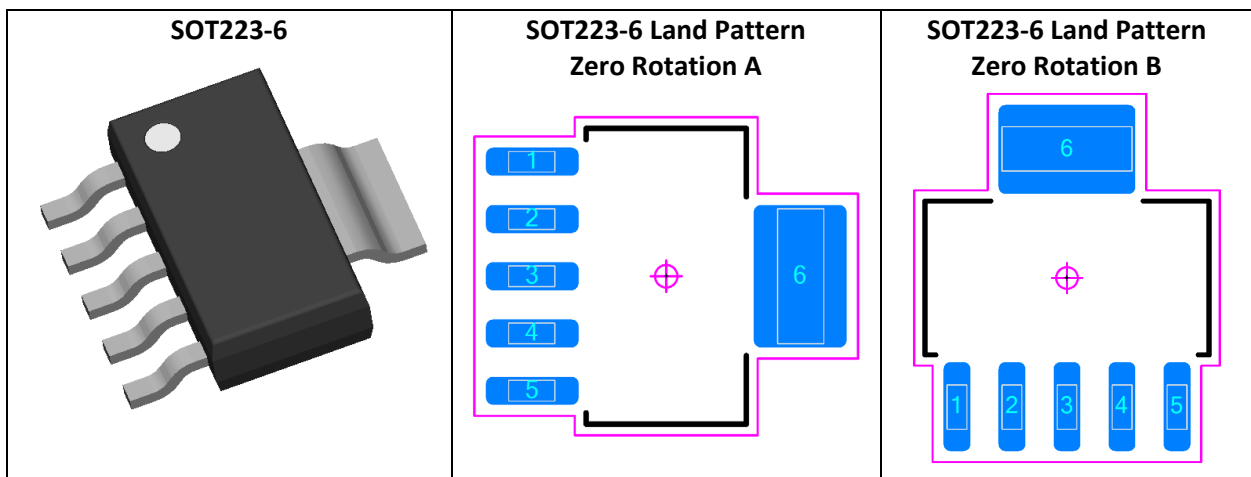 SOT223-6
SOT223-6 Land Pattern
Zero Rotation A
1
2
3
4
5
6
SOT223-6 Land Pattern
Zero Rotation B
6
1 2 3 4 5